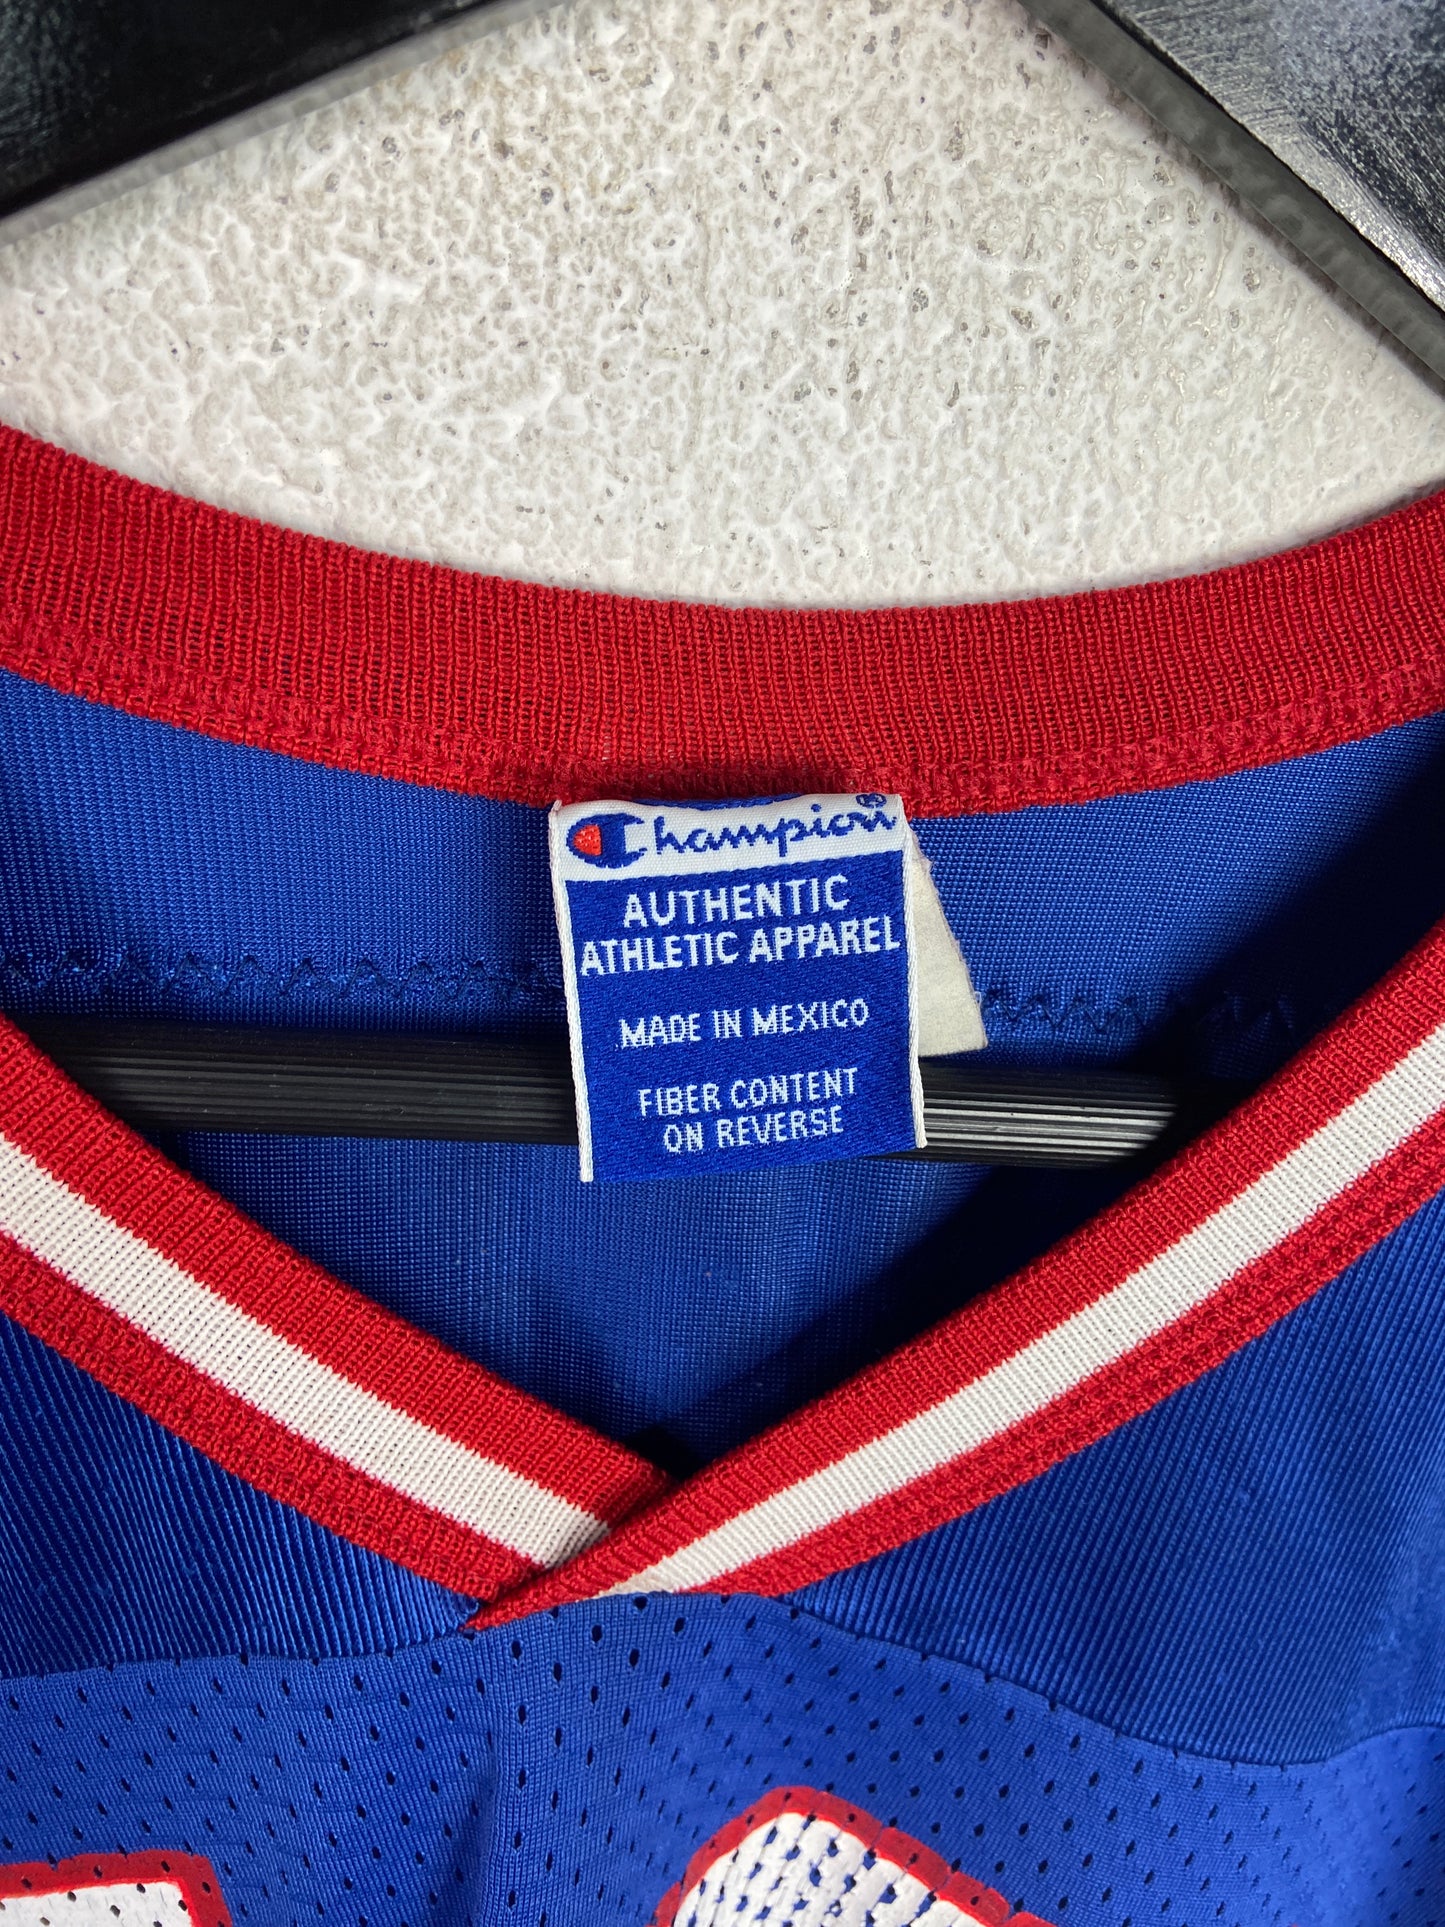 Champion®
AUTHENTIC
ATHLETIC APPAREL
MADE IN MEXICO
FIBER CONTENT
ON REVERSE